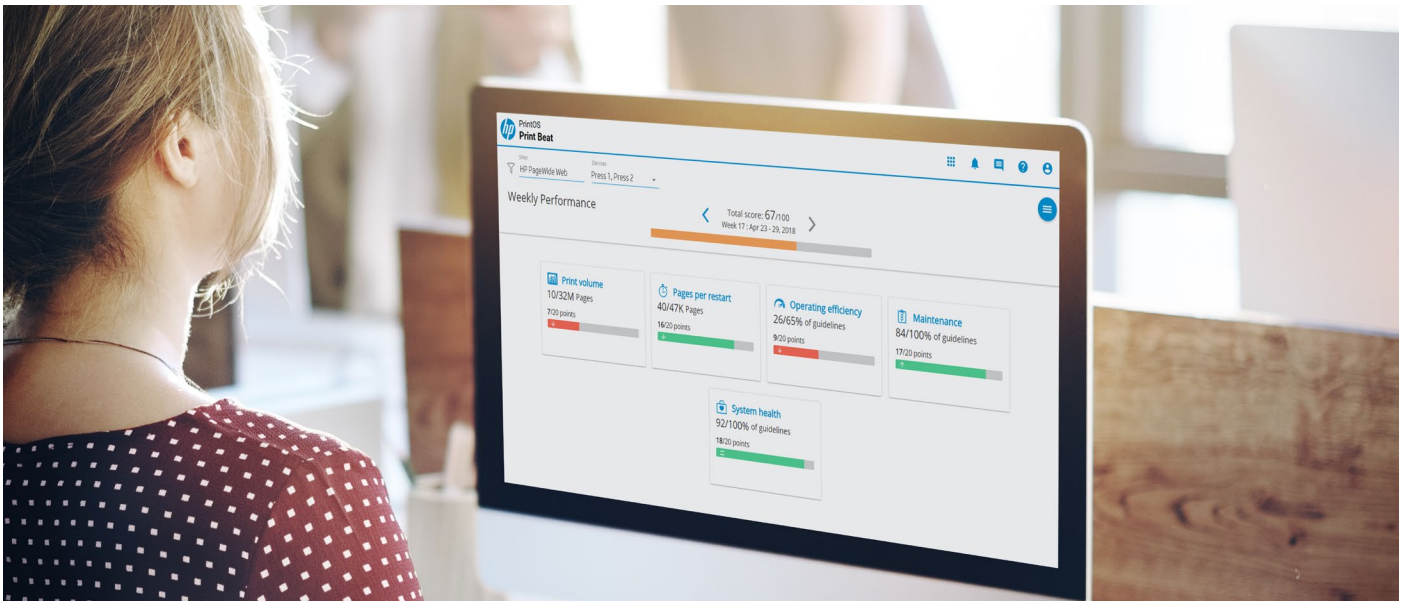 hp
PrintOS
Print Beat
Sites
HP PageWide Web
Devices
Press 1, Press 2
Weekly Performance
Total score: 67/100
Week 17 : Apr 23 - 29, 2018
Print volume
10/32M Pages
7/20 points
Pages per restart
40/47K Pages
16/20 points
Operating efficiency
26/65% of guidelines
9/20 points
Maintenance
84/100% of guidelines
17/20 points
System health
92/100% of guidelines
18/20 points